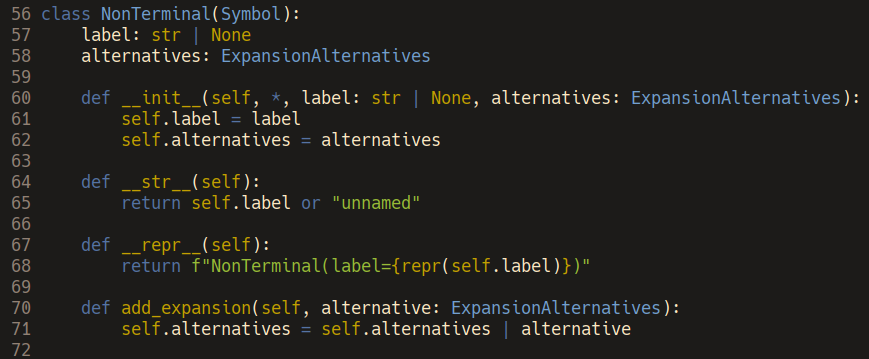 56 class NonTerminal(Symbol):
57     label: str | None
58     alternatives: ExpansionAlternatives
59
60     def __init__(self, *, label: str | None, alternatives: ExpansionAlternatives):
61         self.label = label
62         self.alternatives = alternatives
63
64     def __str__(self):
65         return self.label or "unnamed"
66
67     def __repr__(self):
68         return f"NonTerminal(label={repr(self.label)})"
69
70     def add_expansion(self, alternative: ExpansionAlternatives):
71         self.alternatives = self.alternatives | alternative
72